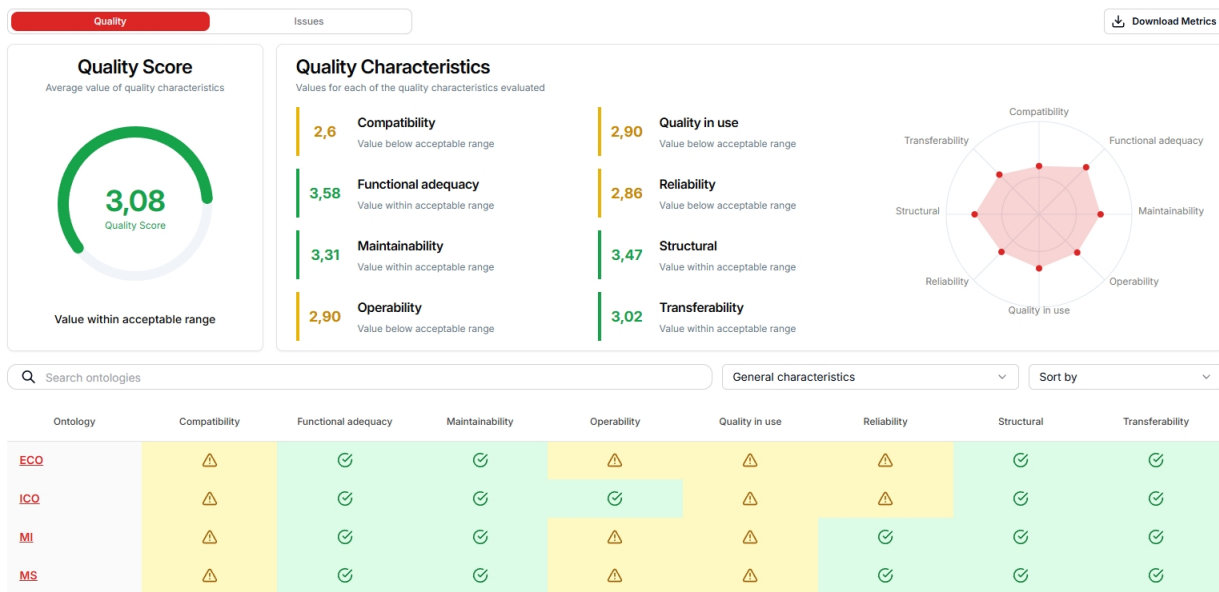 Quality
Issues
Download Metrics
Quality Score
Average value of quality characteristics
3,08
Quality Score
Value within acceptable range
Quality Characteristics
Values for each of the quality characteristics evaluated
2,6
Compatibility
Value below acceptable range
3,58
Functional adequacy
Value within acceptable range
3,31
Maintainability
Value within acceptable range
2,90
Operability
Value below acceptable range
2,90
Quality in use
Value below acceptable range
2,86
Reliability
Value below acceptable range
3,47
Structural
Value within acceptable range
3,02
Transferability
Value within acceptable range
Compatibility
Functional adequacy
Maintainability
Operability
Quality in use
Reliability
Structural
Transferability
Search ontologies
General characteristics
Sort by
Ontology Compatibility Functional adequacy Maintainability Operability Quality in use Reliability Structural Transferability
ECO
ICO
MI
MS